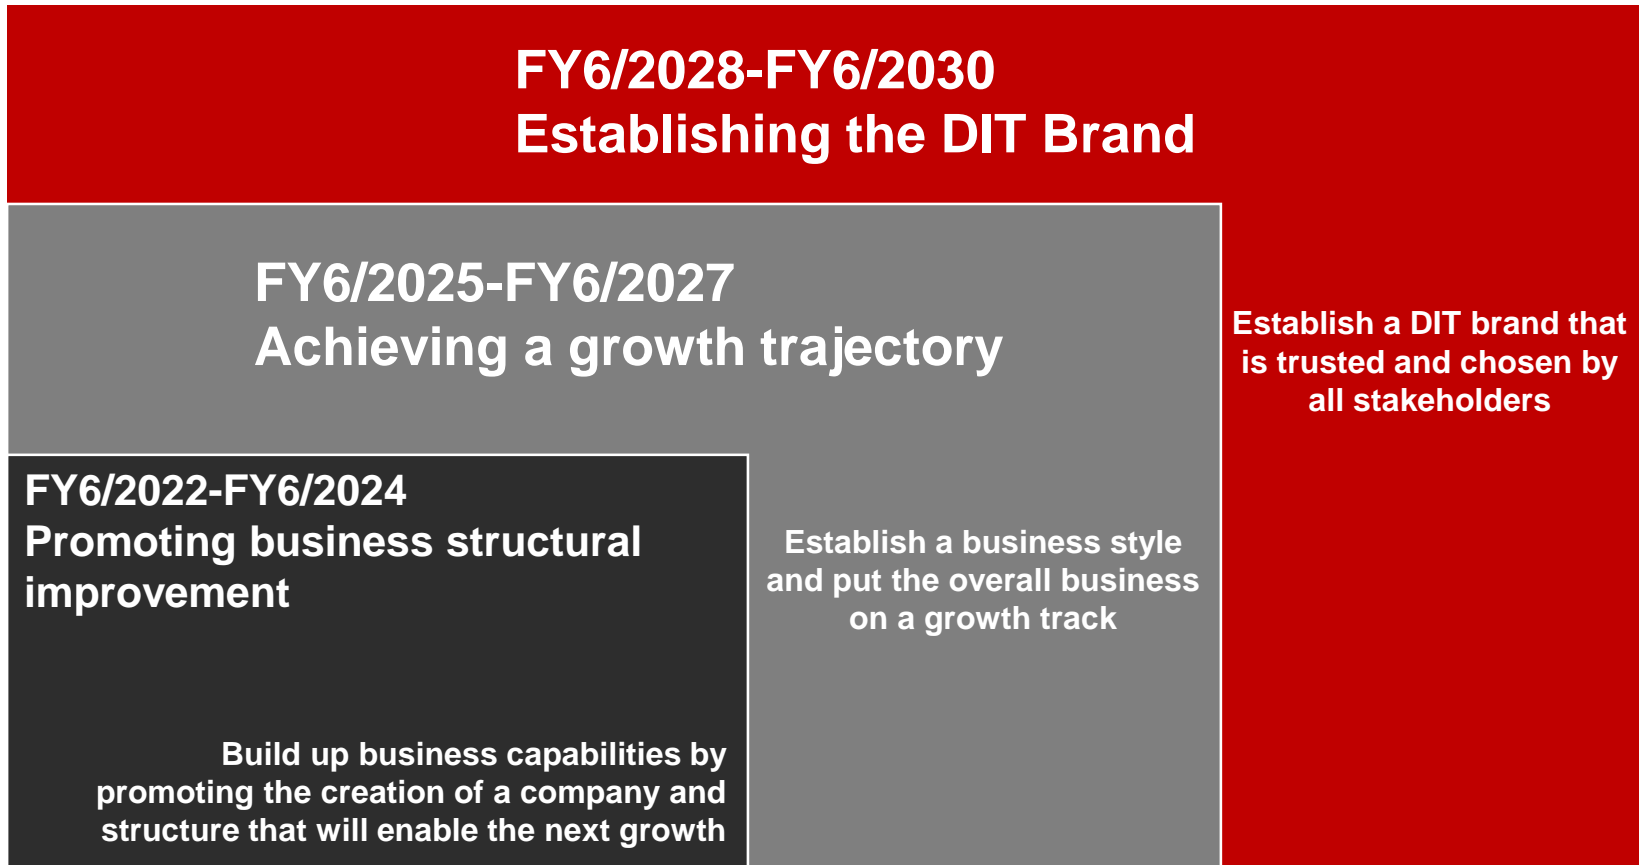 FY6/2028-FY6/2030
Establishing the DIT Brand
Establish a DIT brand that
is trusted and chosen by
all stakeholders
FY6/2025-FY6/2027
Achieving a growth trajectory
Establish a business style
and put the overall business
on a growth track
FY6/2022-FY6/2024
Promoting business structural
improvement
Build up business capabilities by
promoting the creation of a company and
structure that will enable the next growth